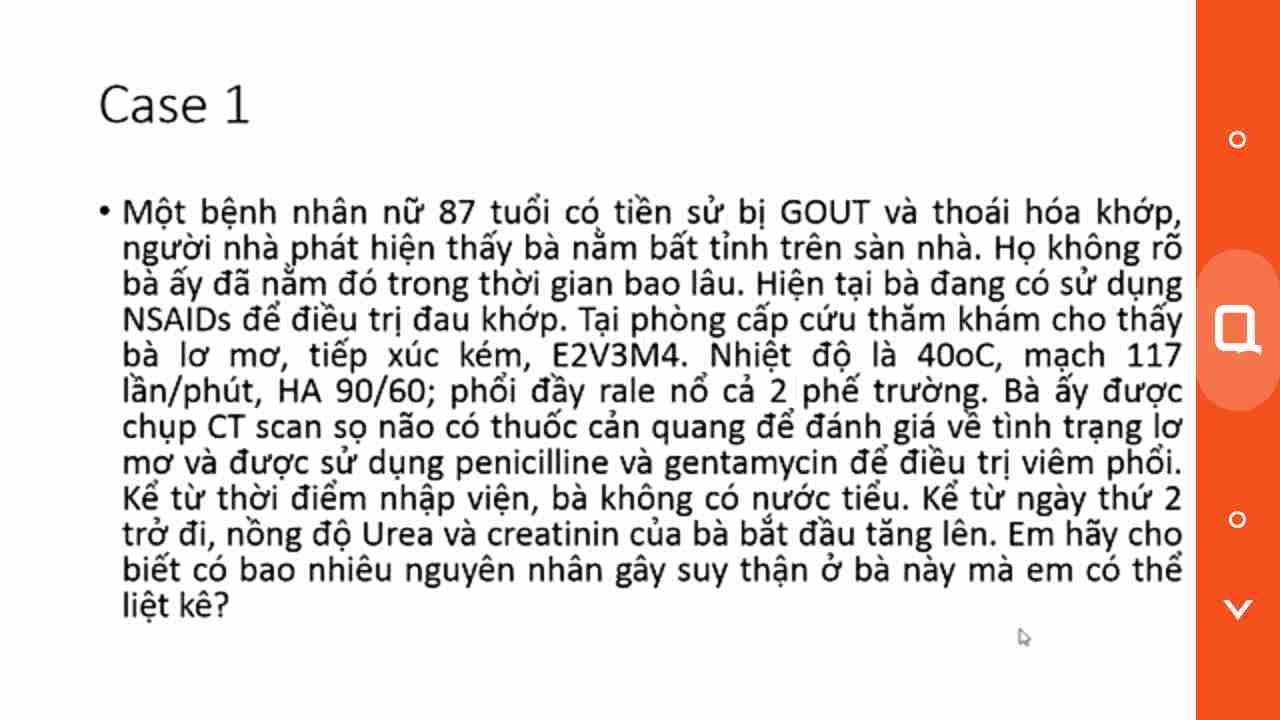 Case 1
• Một bệnh nhân nữ 87 tuổi có tiền sử bị GOUT và thoái hóa khớp,
người nhà phát hiện thấy bà nằm bất tỉnh trên sàn nhà. Họ không rõ
bà ấy đã nằm đó trong thời gian bao lâu. Hiện tại bà đang có sử dụng
NSAIDs để điều trị đau khớp. Tại phòng cấp cứu thăm khám cho thấy
bà lơ mơ, tiếp xúc kém, E2V3M4. Nhiệt độ là 40oC, mạch 117
lần/phút, HA 90/60; phổi đầy rale nổ cả 2 phế trường. Bà ấy được
chụp CT scan sọ não có thuốc cản quang để đánh giá về tình trạng lơ
mơ và được sử dụng penicilline và gentamycin để điều trị viêm phổi.
Kể từ thời điểm nhập viện, bà không có nước tiểu. Kể từ ngày thứ 2
trở đi, nồng độ Urea và creatinin của bà bắt đầu tăng lên. Em hãy cho
biết có bao nhiêu nguyên nhân gây suy thận ở bà này mà em có thể
liệt kê?